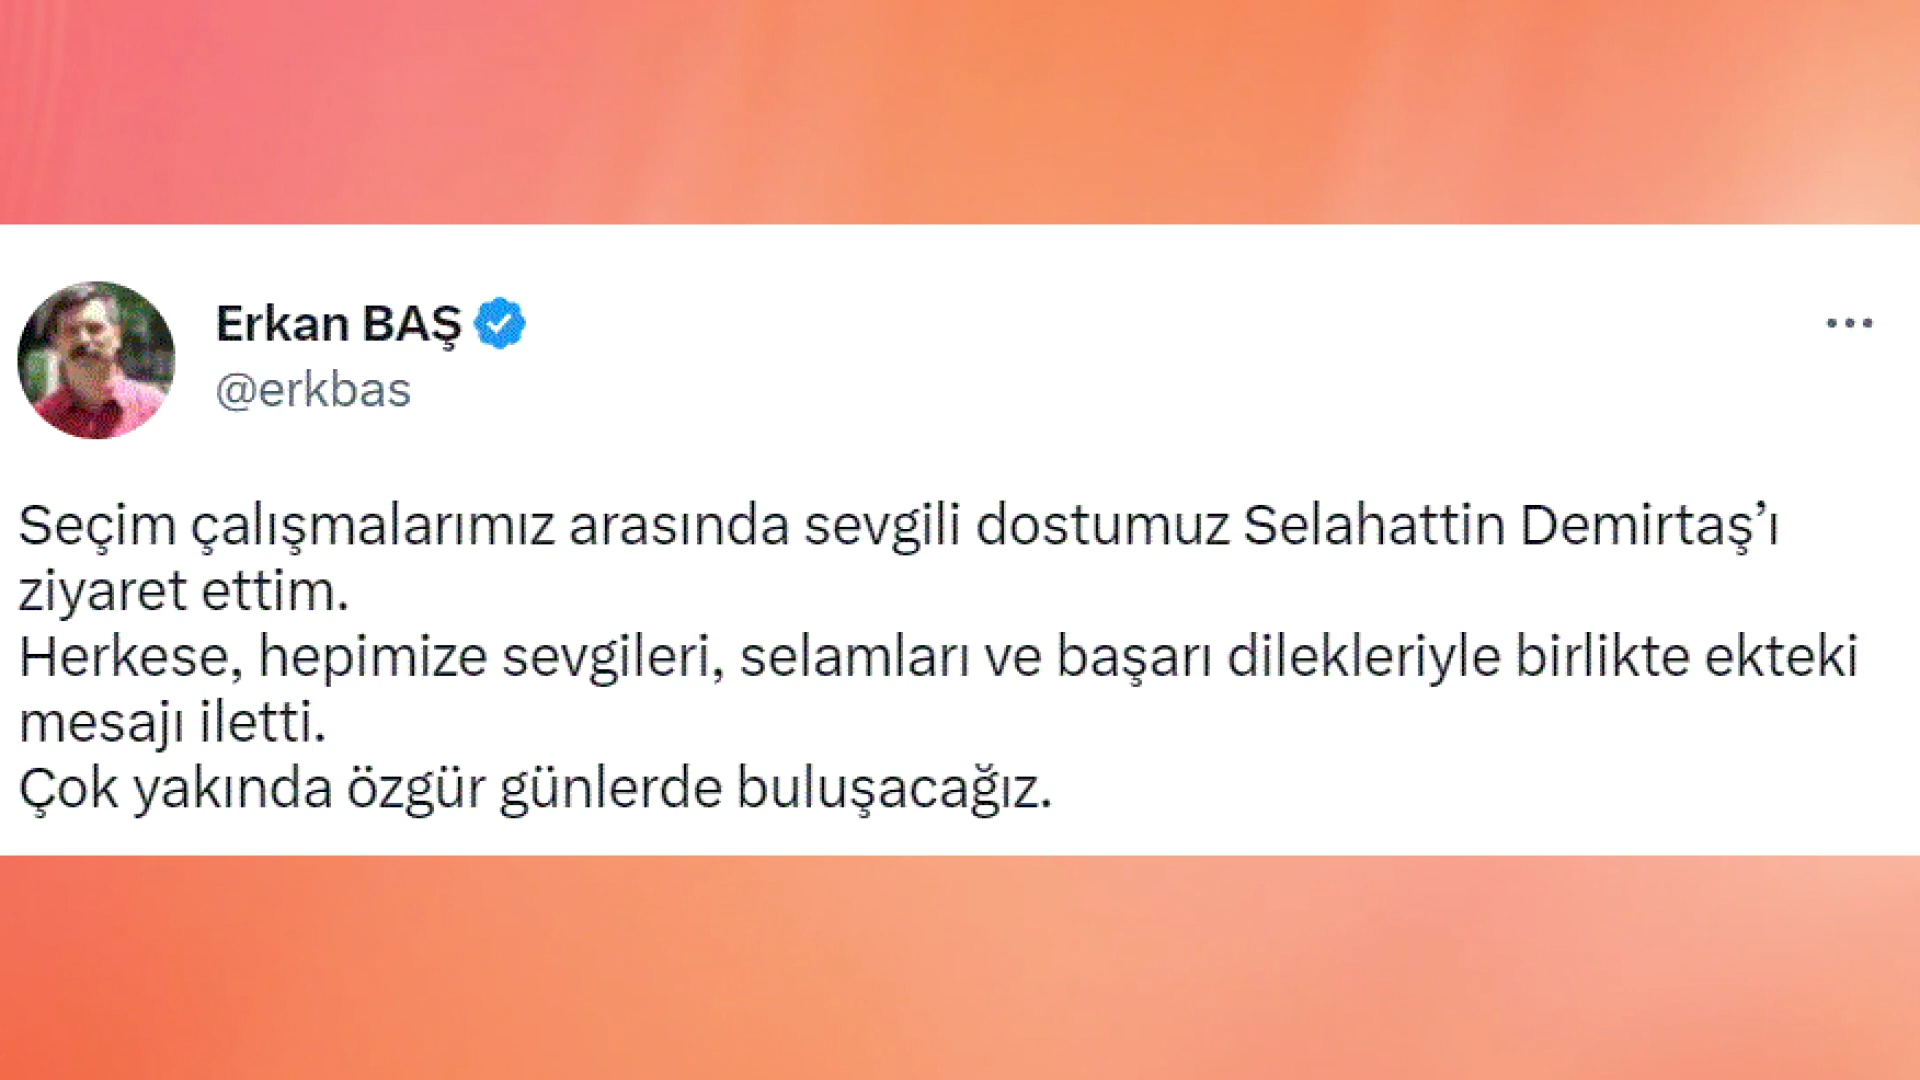 Erkan BAŞ
@erkbas
Seçim çalışmalarımız arasında sevgili dostumuz Selahattin Demirtaş’ı
ziyaret ettim.
Herkese, hepimize sevgileri, selamları ve başarı dilekleriyle birlikte ekteki
mesajı iletti.
Çok yakında özgür günlerde buluşacağız.